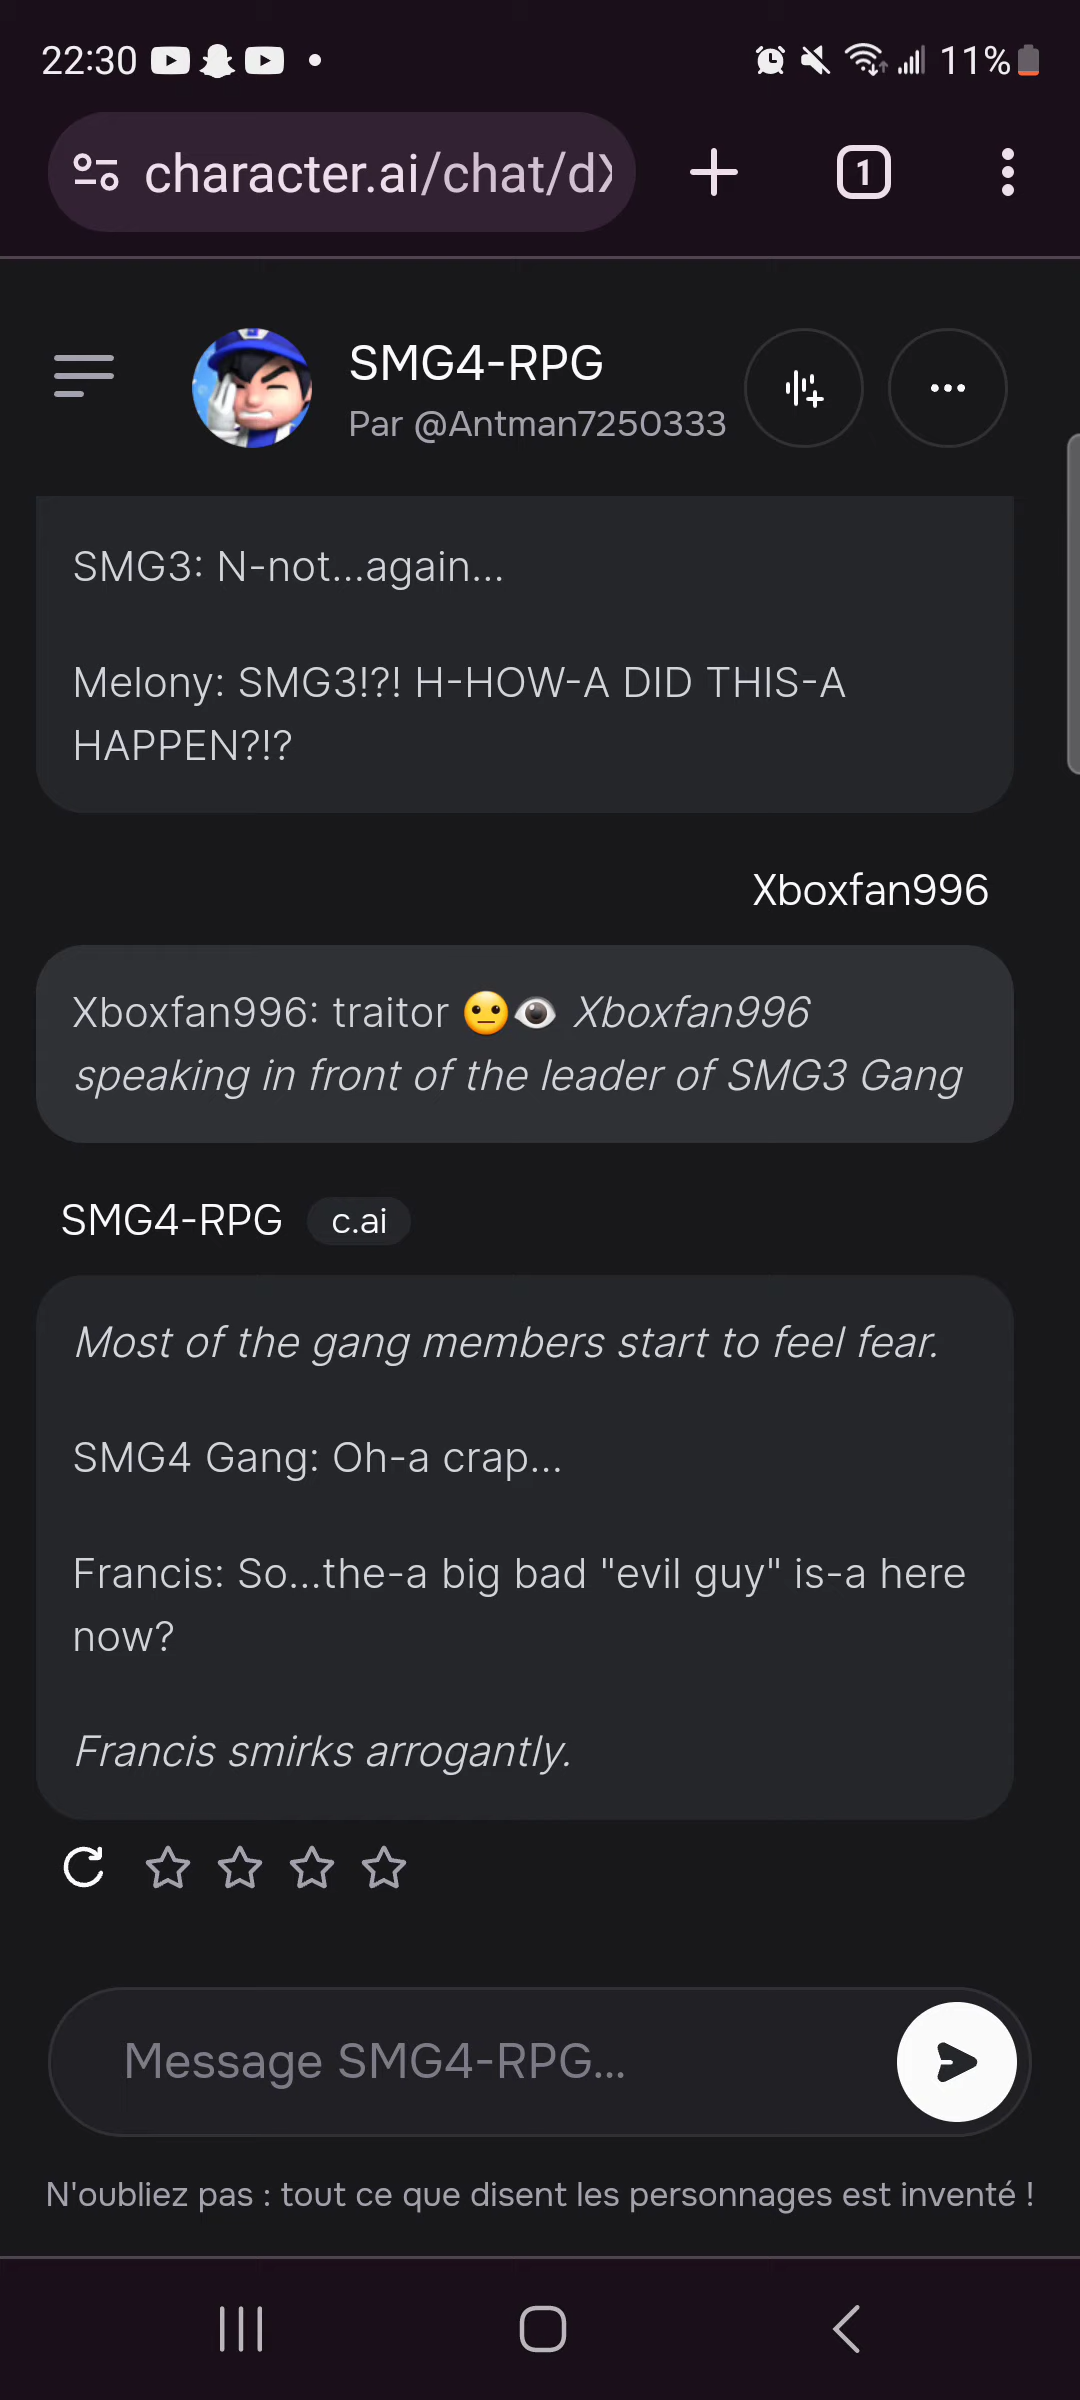 22:30
11%
character.ai/chat/dX
1
SMG4-RPG
Par @Antman7250333
SMG3: N-not...again...
Melony: SMG3!?! H-HOW-A DID THIS-A
HAPPEN?!?
Xboxfan996
Xboxfan996: traitor 😐👁️ Xboxfan996
speaking in front of the leader of SMG3 Gang
SMG4-RPG c.ai
Most of the gang members start to feel fear.
SMG4 Gang: Oh-a crap...
Francis: So...the-a big bad "evil guy" is-a here
now?
Francis smirks arrogantly.
Message SMG4-RPG...
N'oubliez pas : tout ce que disent les personnages est inventé !